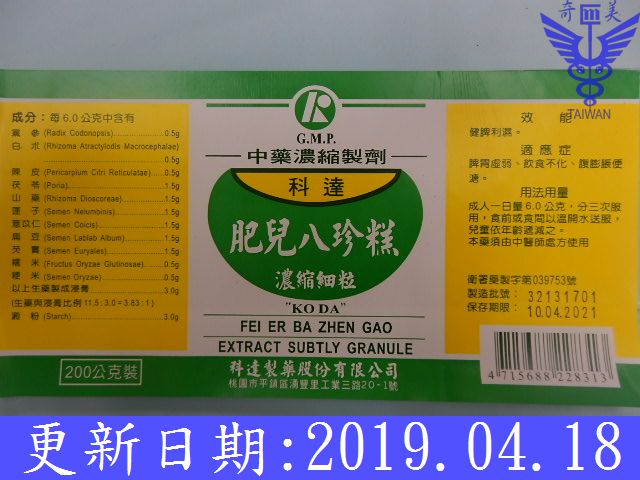 奇 美
TAIWAN
成分：每 6.0 公克中含有
黨 參 (Radix Codonopsis)..................0.5g
白 朮 (Rhizoma Atractylodis Macrocephalae)
0.5g
陳 皮 (Pericarpium Citri Reticulatae)....0.5g
茯 苓 (Poria)..................1.5g
山 藥 (Rhizoma Dioscoreae)..................1.5g
蓮 子 (Semen Nelumbinis)..................1.5g
薏苡仁 (Semen Coicis)..................1.5g
扁 豆 (Semen Lablab Album)..................1.5g
芡 實 (Semen Euryales)..................1.5g
糯 米 (Fructus Oryzae Glutinosae)....0.5g
粳 米 (Semen Oryzae)..................0.5g
以上生藥製成浸膏..................3.0g
(生藥與浸膏比例 11.5：3.0 = 3.83：1)
澱 粉 (Starch)..................3.0g
200公克裝
G.M.P.
中藥濃縮製劑
科達
肥兒八珍糕
濃縮細粒
"KO DA"
FEI ER BA ZHEN GAO
EXTRACT SUBTLY GRANULE
科達製藥股份有限公司
桃園市平鎮區湧豐里工業三路20-1號
效 能
健脾利濕。
適應症
脾胃虛弱、飲食不化、腹膨脹便
溏。
用法用量
成人一日量6.0公克，分三次服
用，食前或食間以溫開水送服，
兒童依年齡遞減之。
本藥須由中醫師處方使用
衛署藥製字第039753號
製造批號： 32131701
保存期限： 10.04.2021
4 715688 228313
更新日期:2019.04.18